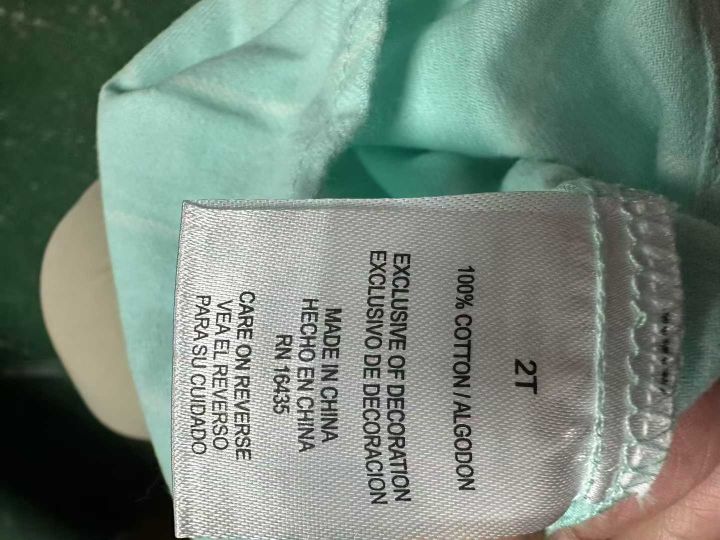 2T
100% COTTON / ALGODON
EXCLUSIVE OF DECORATION
EXCLUSIVO DE DECORACION
MADE IN CHINA
HECHO EN CHINA
RN 16435
CARE ON REVERSE
VEA EL REVERSO
PARA SU CUIDADO